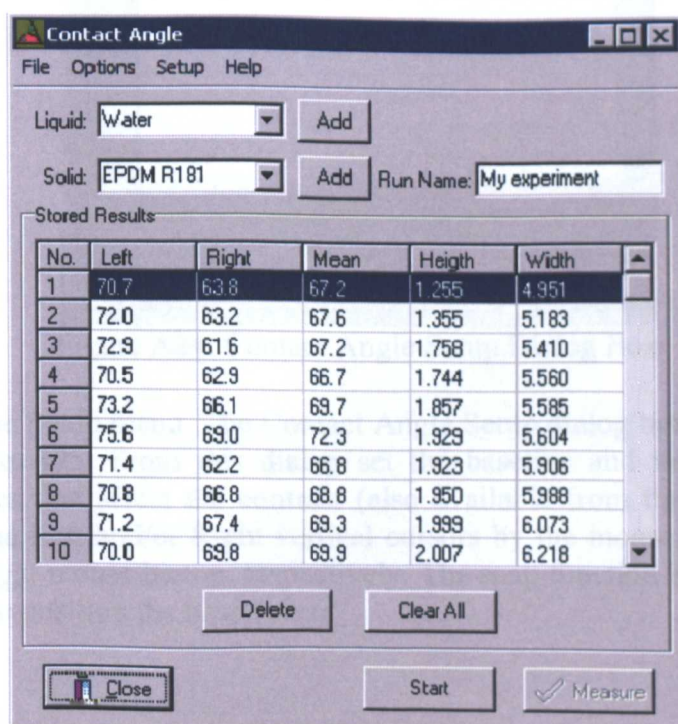 Contact Angle
File Options Setup Help
Liquid: Water Add
Solid: EPDM R181 Add Run Name: My experiment
Stored Results
No. Left Right Mean Heigth Width
1 70.7 63.8 67.2 1.255 4.951
2 72.0 63.2 67.6 1.355 5.183
3 72.9 61.6 67.2 1.758 5.410
4 70.5 62.9 66.7 1.744 5.560
5 73.2 66.1 69.7 1.857 5.585
6 75.6 69.0 72.3 1.929 5.604
7 71.4 62.2 66.8 1.923 5.906
8 70.8 66.8 68.8 1.950 5.988
9 71.2 67.4 69.3 1.999 6.073
10 70.0 69.8 69.9 2.007 6.218
Delete Clear All
Close Start Measure